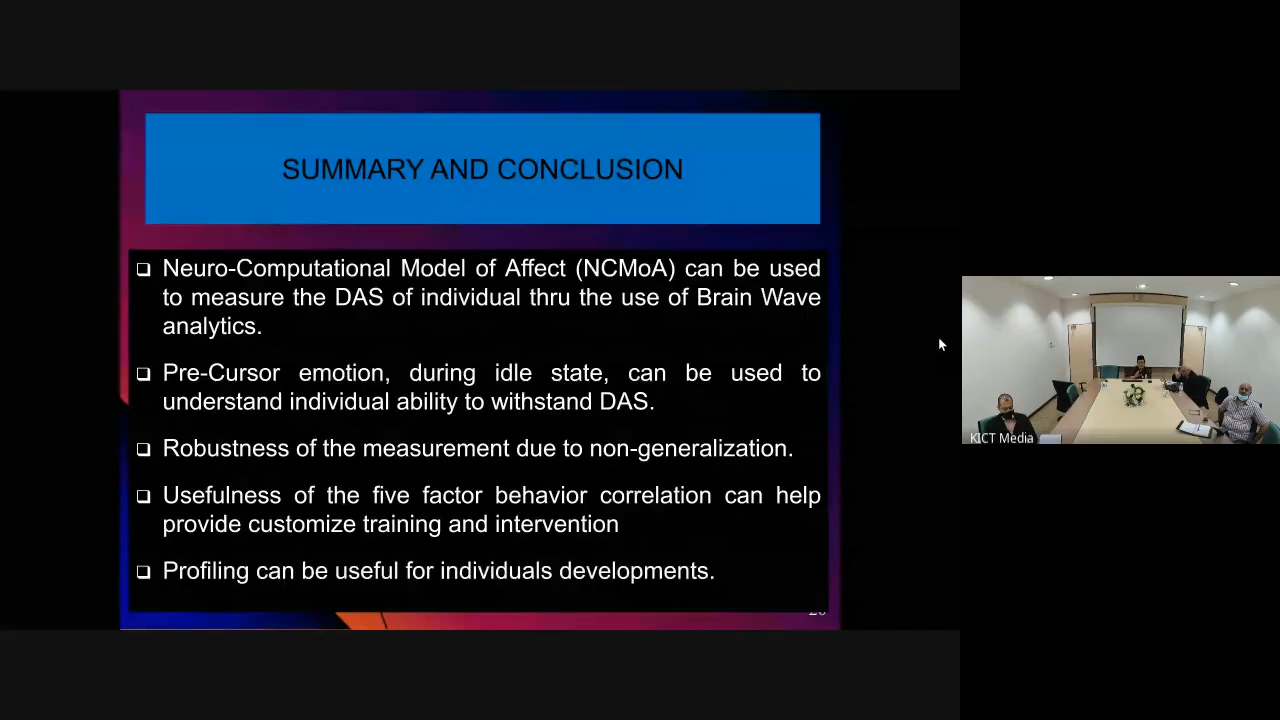 SUMMARY AND CONCLUSION
❑ Neuro-Computational Model of Affect (NCMoA) can be used
to measure the DAS of individual thru the use of Brain Wave
analytics.
❑ Pre-Cursor emotion, during idle state, can be used to
understand individual ability to withstand DAS.
❑ Robustness of the measurement due to non-generalization.
❑ Usefulness of the five factor behavior correlation can help
provide customize training and intervention
❑ Profiling can be useful for individuals developments.
KICT Media